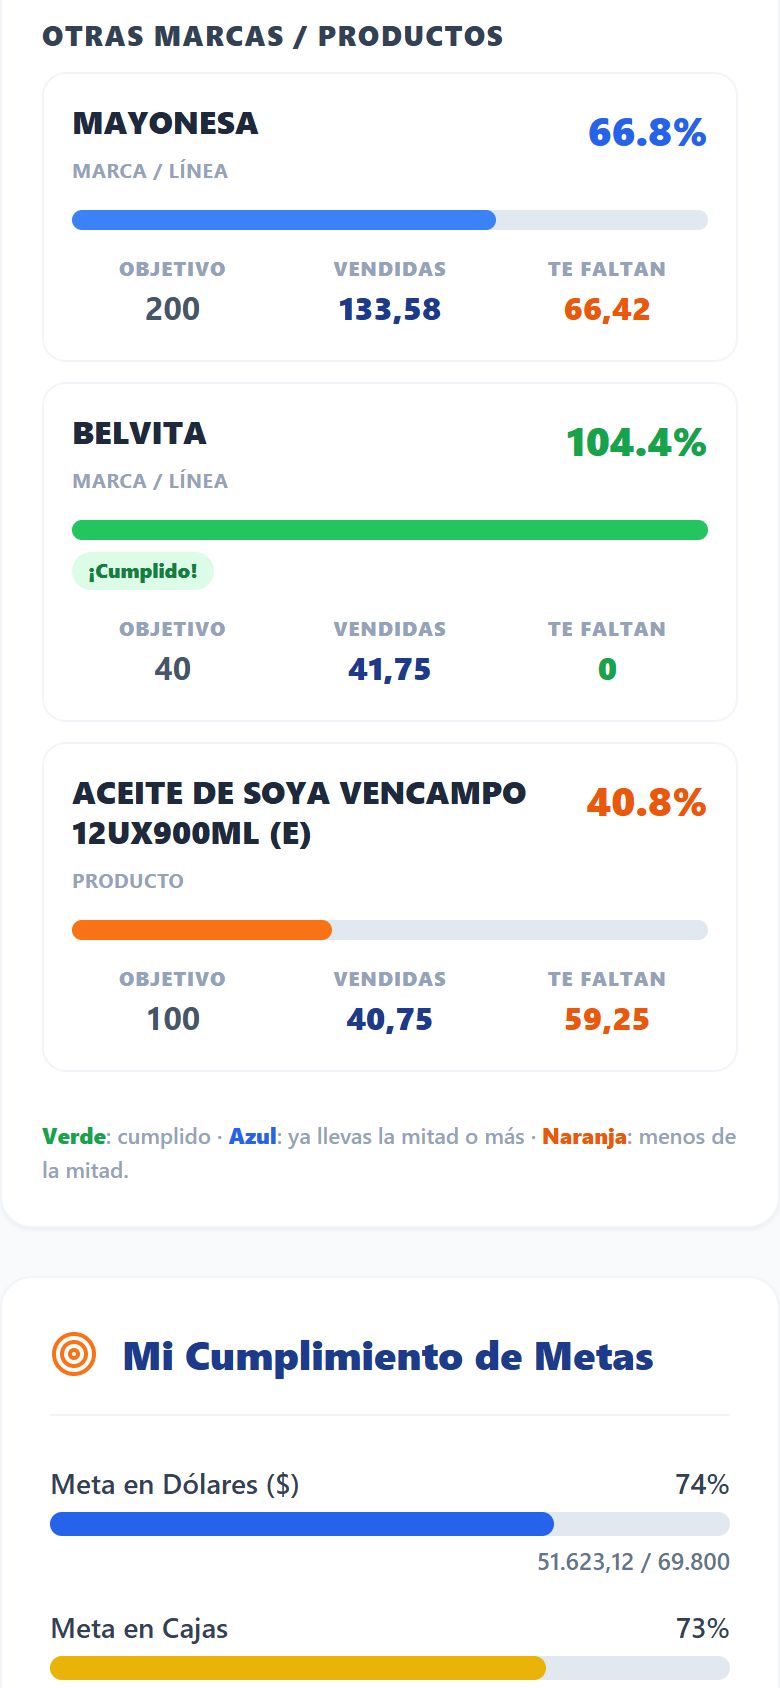 OTRAS MARCAS / PRODUCTOS
MAYONESA
66.8%
MARCA / LÍNEA
OBJETIVO VENDIDAS TE FALTAN
200 133,58 66,42
BELVITA
104.4%
MARCA / LÍNEA
¡Cumplido!
OBJETIVO VENDIDAS TE FALTAN
40 41,75 0
ACEITE DE SOYA VENCAMPO
12UX900ML (E)
40.8%
PRODUCTO
OBJETIVO VENDIDAS TE FALTAN
100 40,75 59,25
Verde: cumplido · Azul: ya llevas la mitad o más · Naranja: menos de
la mitad.
Mi Cumplimiento de Metas
Meta en Dólares ($) 74%
51.623,12 / 69.800
Meta en Cajas 73%